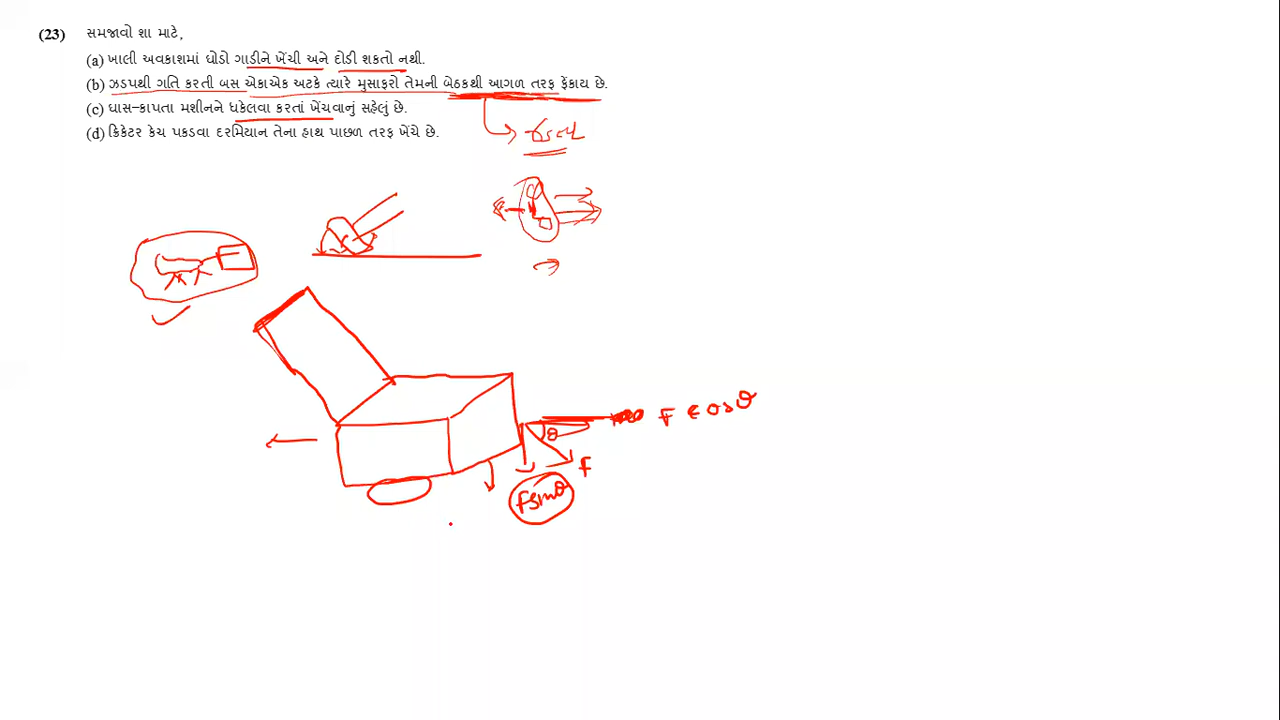 (23) સમજાવો શા માટે,
(a) ખાલી અવકાશમાં ઘોડો ગાડીને ખેંચી અને દોડી શકતો નથી.
(b) ઝડપથી ગતિ કરતી બસ એકાએક અટકે ત્યારે મુસાફરો તેમની બેઠકથી આગળ તરફ ફેંકાય છે.
(c) ઘાસ-કાપતા મશીનને ધકેલવા કરતાં ખેંચવાનું સહેલું છે.
(d) ક્રિકેટર કેચ પકડવા દરમિયાન તેના હાથ પાછળ તરફ ખેંચે છે.
F cosθ
θ
F
Fsinθ